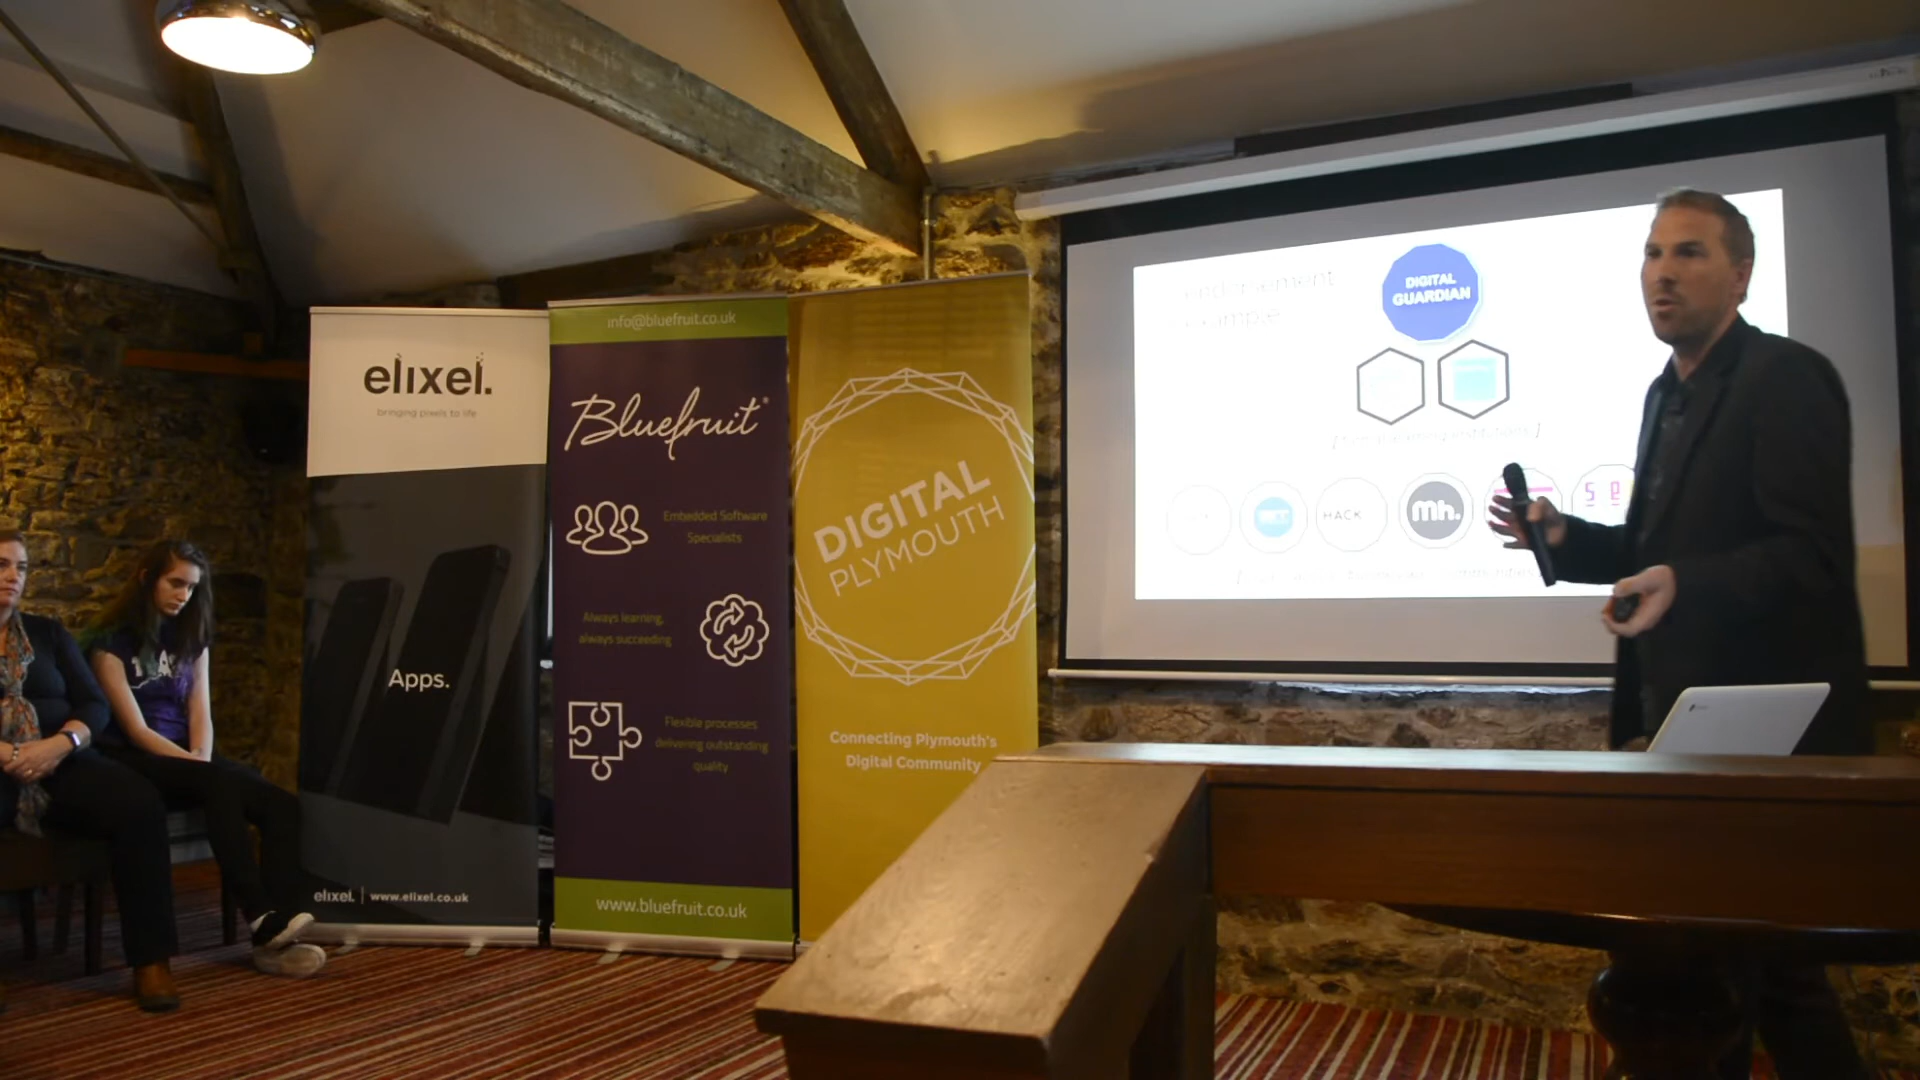 elixel.
bringing pixels to life
Apps.
elixel. | www.elixel.co.uk
info@bluefruit.co.uk
Bluefruit®
Embedded Software
Specialists
Always learning,
always succeeding
Flexible processes
delivering outstanding
quality
www.bluefruit.co.uk
DIGITAL
PLYMOUTH
Connecting Plymouth's
Digital Community
endorsement
example
DIGITAL
GUARDIAN
HACK
mh.
s e